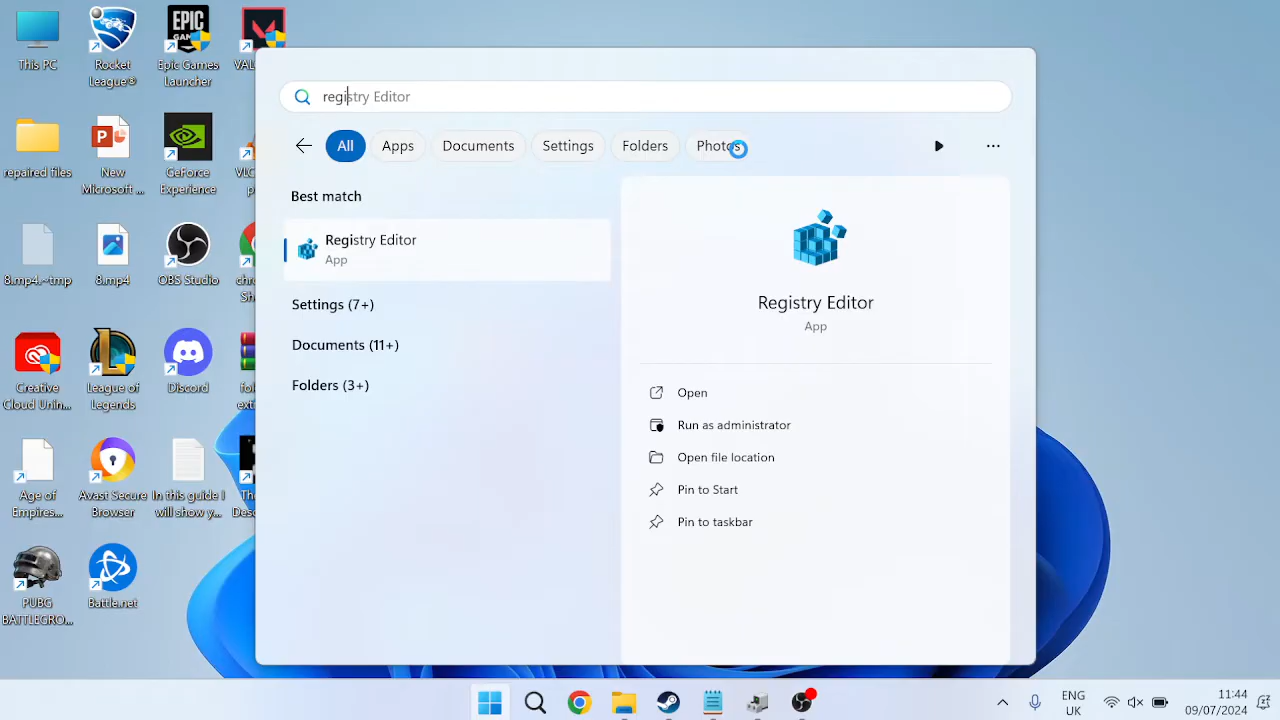 This PC
Rocket
League®
Epic Games
Launcher
EPIC
registry Editor
All
Apps
Documents
Settings
Folders
Photos
Best match
Registry Editor
App
Settings (7+)
Documents (11+)
Folders (3+)
Registry Editor
App
Open
Run as administrator
Open file location
Pin to Start
Pin to taskbar
repaired files
New
Microsoft ...
GeForce
Experience
8.mp4.~tmp
8.mp4
OBS Studio
Creative
Cloud Unin...
League of
Legends
Discord
Age of
Empires...
Avast Secure
Browser
In this guide I
will show y...
PUBG
BATTLEGRO...
Battle.net
ENG
UK
11:44
09/07/2024